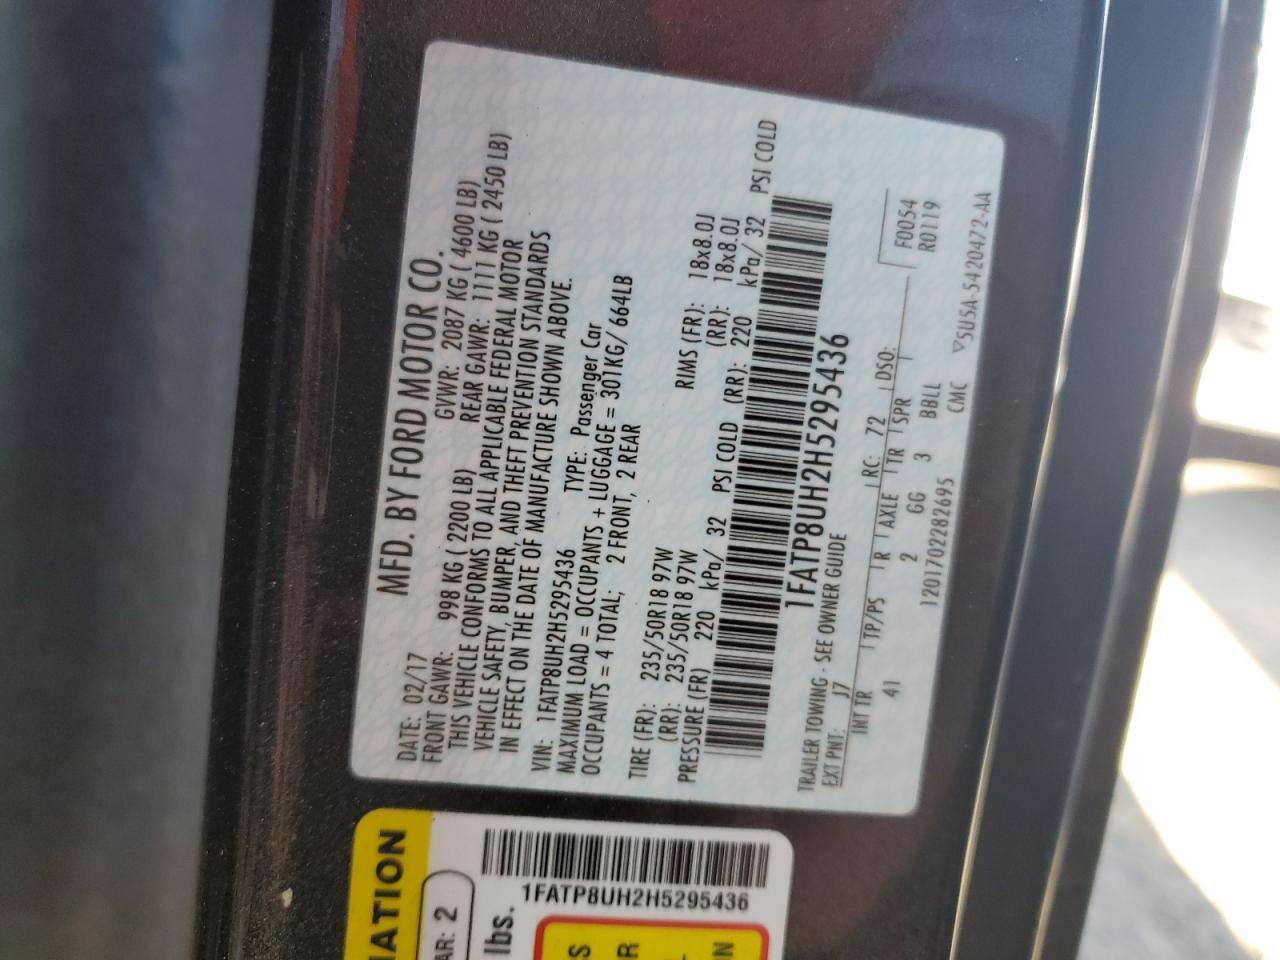 MFD. BY FORD MOTOR CO.
DATE: 02/17 GVWR: 2087 KG ( 4600 LB)
FRONT GAWR: 998 KG ( 2200 LB) REAR GAWR: 1111 KG ( 2450 LB)
THIS VEHICLE CONFORMS TO ALL APPLICABLE FEDERAL MOTOR
VEHICLE SAFETY, BUMPER, AND THEFT PREVENTION STANDARDS
IN EFFECT ON THE DATE OF MANUFACTURE SHOWN ABOVE.
VIN: 1FATP8UH2H5295436 TYPE: Passenger Car
MAXIMUM LOAD = OCCUPANTS + LUGGAGE = 301KG/ 664LB
OCCUPANTS = 4 TOTAL; 2 FRONT, 2 REAR
TIRE (FR): 235/50R18 97W RIMS (FR): 18x8.0J
(RR): 235/50R18 97W (RR): 18x8.0J
PRESSURE (FR) 220 kPa/ 32 PSI COLD (RR): 220 kPa/ 32 PSI COLD
1FATP8UH2H5295436
TRAILER TOWING - SEE OWNER GUIDE
EXT PNT: J7 RC: 72 DSO:
INT TR TP/PS R AXLE TR SPR
41 2 GG 3 BBLL
F0054
R0119
1201702282695 CMC ▽5U5A-5420472-AA
MATION
AR: 2
lbs.
1FATP8UH2H5295436
S
R
L
N